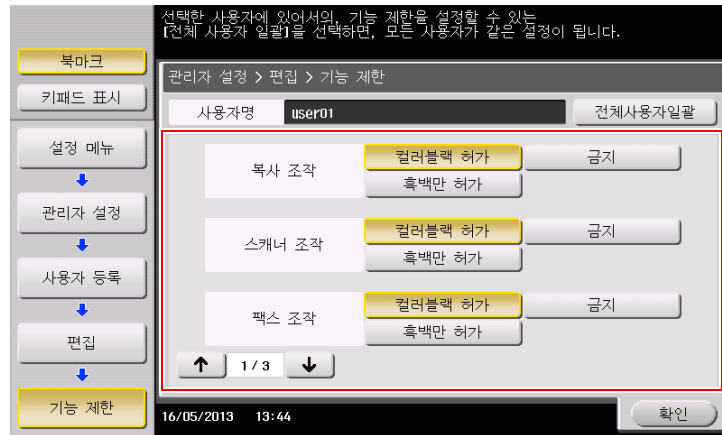 선택한 사용자에 있어서의, 기능 제한을 설정할 수 있는
[전체 사용자 일괄]을 선택하면, 모든 사용자가 같은 설정이 됩니다.
북마크
키패드 표시
설정 메뉴
관리자 설정
사용자 등록
편집
기능 제한
관리자 설정 > 편집 > 기능 제한
사용자명 user01 전체사용자일괄
복사 조작
컬러블랙 허가 금지
흑백만 허가
스캐너 조작
컬러블랙 허가 금지
흑백만 허가
팩스 조작
컬러블랙 허가 금지
흑백만 허가
↑ 1/3 ↓
16/05/2013 13:44 확인